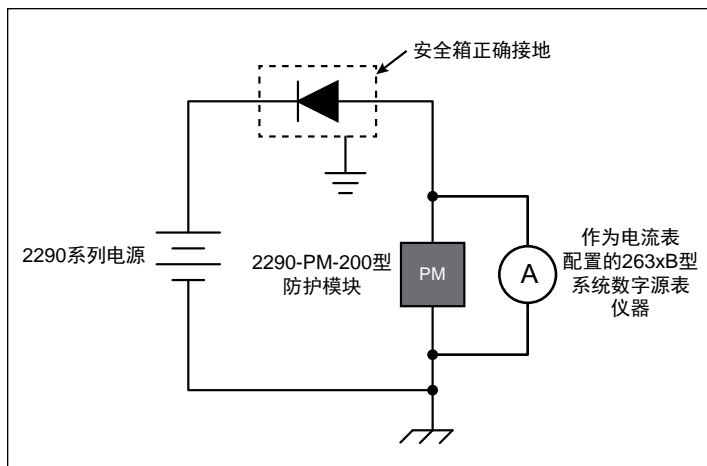 安全箱正确接地
2290系列电源
2290-PM-200型
防护模块
PM
A
作为电流表
配置的263xB型
系统数字源表
仪器